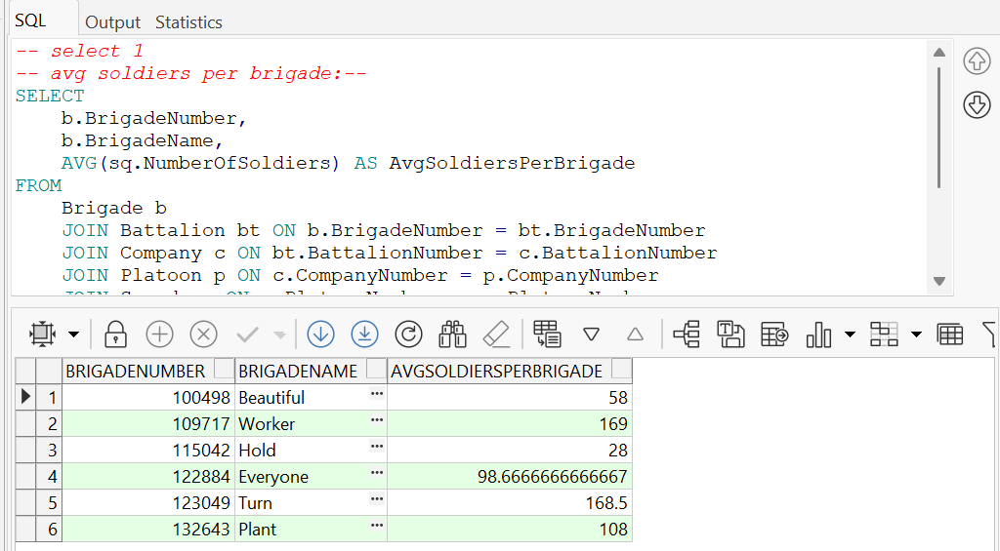 SQL Output Statistics
-- select 1
-- avg soldiers per brigade:--
SELECT
b.BrigadeNumber,
b.BrigadeName,
AVG(sq.NumberOfSoldiers) AS AvgSoldiersPerBrigade
FROM
Brigade b
JOIN Battalion bt ON b.BrigadeNumber = bt.BrigadeNumber
JOIN Company c ON bt.BattalionNumber = c.BattalionNumber
JOIN Platoon p ON c.CompanyNumber = p.CompanyNumber
BRIGADENUMBER BRIGADENAME AVGSOLDIERSPERBRIGADE
1 100498 Beautiful ... 58
2 109717 Worker ... 169
3 115042 Hold ... 28
4 122884 Everyone ... 98.6666666666667
5 123049 Turn ... 168.5
6 132643 Plant ... 108